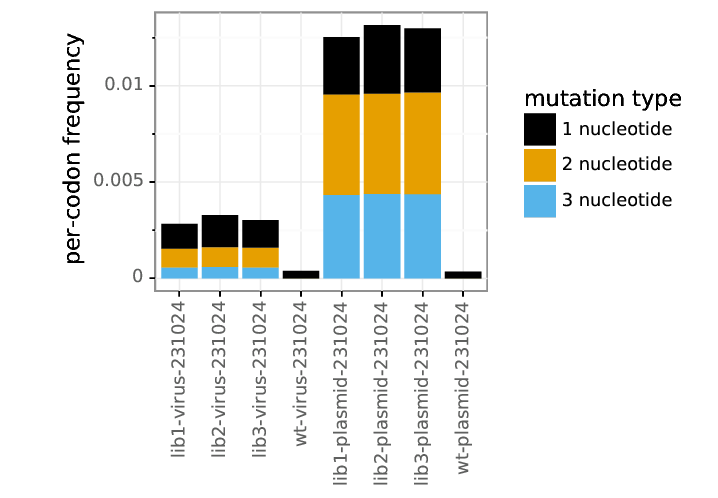 per-codon frequency
0.01
0.005
0
mutation type
1 nucleotide
2 nucleotide
3 nucleotide
lib1-virus-231024
lib2-virus-231024
lib3-virus-231024
wt-virus-231024
lib1-plasmid-231024
lib2-plasmid-231024
lib3-plasmid-231024
wt-plasmid-231024